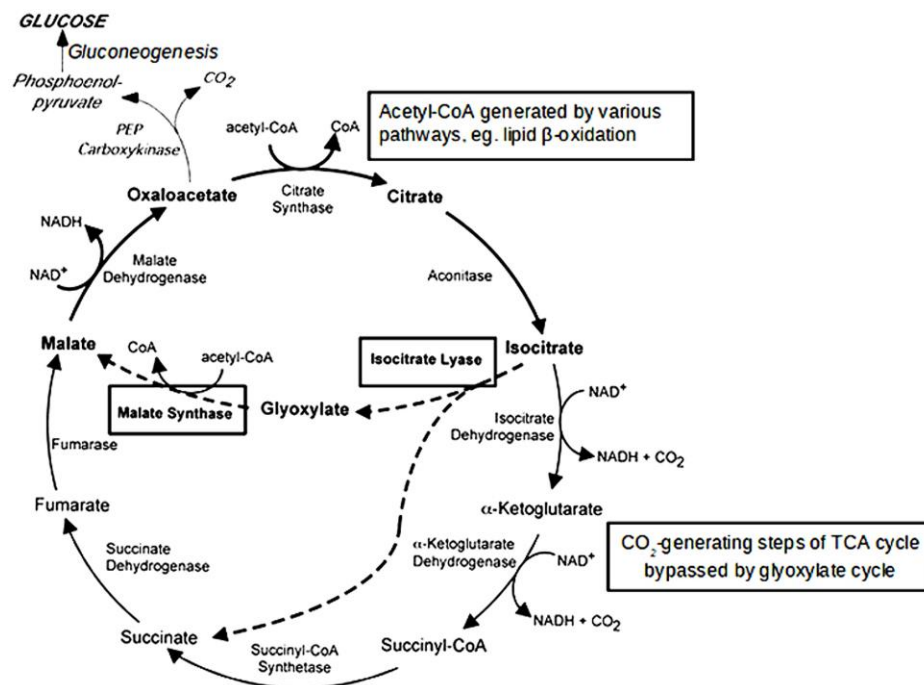 GLUCOSE
Gluconeogenesis
Phosphoenol-
pyruvate
CO₂
PEP
Carboxykinase
acetyl-CoA
CoA
Acetyl-CoA generated by various
pathways, eg. lipid β-oxidation
Oxaloacetate
Citrate
Synthase
Citrate
NADH
NAD⁺
Malate
Dehydrogenase
Aconitase
Malate
CoA
acetyl-CoA
Isocitrate Lyase
Isocitrate
Malate Synthase
Glyoxylate
NAD⁺
Isocitrate
Dehydrogenase
NADH + CO₂
Fumarase
Fumarate
α-Ketoglutarate
Succinate
Dehydrogenase
α-Ketoglutarate
Dehydrogenase
NAD⁺
CO₂-generating steps of TCA cycle
bypassed by glyoxylate cycle
NADH + CO₂
Succinate
Succinyl-CoA
Synthetase
Succinyl-CoA